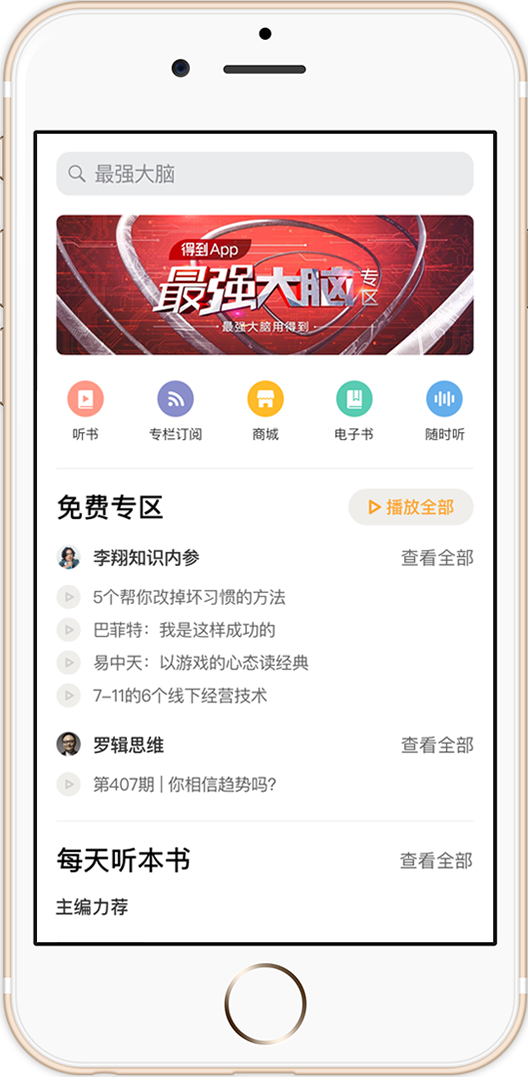 最强大脑
得到App
最强大脑
专区
·最强大脑用得到·
听书
专栏订阅
商城
电子书
随时听
免费专区
播放全部
李翔知识内参
查看全部
5个帮你改掉坏习惯的方法
巴菲特：我是这样成功的
易中天：以游戏的心态读经典
7-11的6个线下经营技术
罗辑思维
查看全部
第407期 | 你相信趋势吗?
每天听本书
查看全部
主编力荐